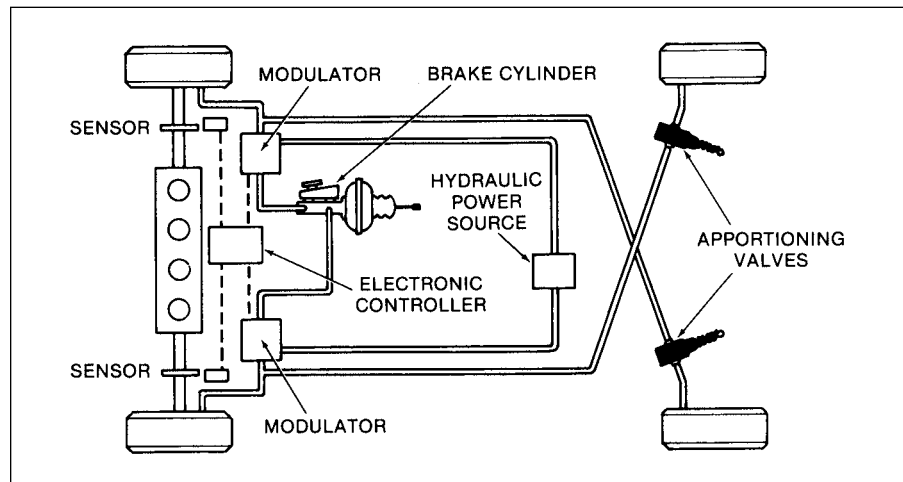 MODULATOR
BRAKE CYLINDER
SENSOR
HYDRAULIC
POWER
SOURCE
APPORTIONING
VALVES
ELECTRONIC
CONTROLLER
SENSOR
MODULATOR